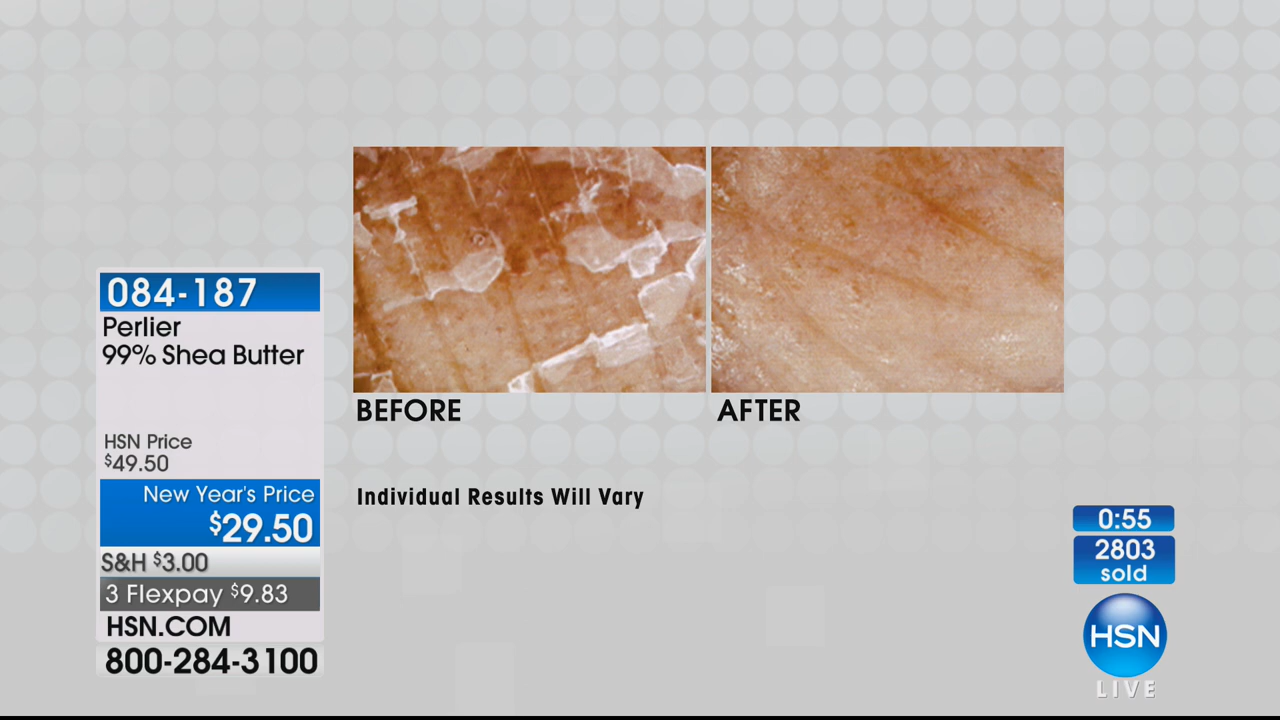 084-187
Perlier
99% Shea Butter
HSN Price
$49.50
New Year's Price
$29.50
S&H $3.00
3 Flexpay $9.83
HSN.COM
800-284-3100
BEFORE
AFTER
Individual Results Will Vary
0:55
2803
sold
HSN
LIVE